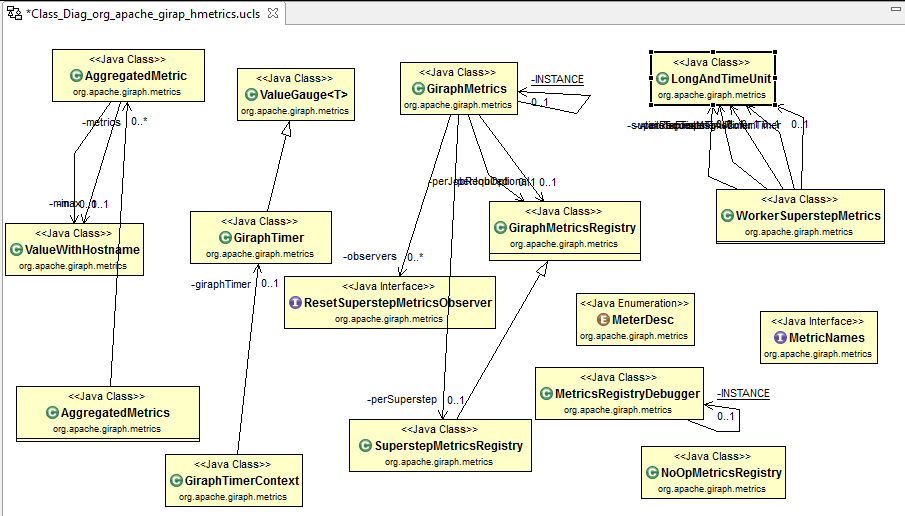 *Class_Diag_org_apache_girap_hmetrics.ucls
<<Java Class>>
AggregatedMetric
org.apache.giraph.metrics
<<Java Class>>
ValueGauge<T>
org.apache.giraph.metrics
<<Java Class>>
GiraphMetrics
org.apache.giraph.metrics
-INSTANCE
0..1
<<Java Class>>
LongAndTimeUnit
org.apache.giraph.metrics
-metrics
0..*
0..1
0..1
0..1
<<Java Class>>
ValueWithHostname
org.apache.giraph.metrics
<<Java Class>>
GiraphTimer
org.apache.giraph.metrics
0..1
0..1
<<Java Class>>
GiraphMetricsRegistry
org.apache.giraph.metrics
<<Java Class>>
WorkerSuperstepMetrics
org.apache.giraph.metrics
-observers
0..*
-giraphTimer
0..1
<<Java Interface>>
ResetSuperstepMetricsObserver
org.apache.giraph.metrics
<<Java Enumeration>>
MeterDesc
org.apache.giraph.metrics
<<Java Interface>>
MetricNames
org.apache.giraph.metrics
<<Java Class>>
AggregatedMetrics
org.apache.giraph.metrics
-perSuperstep
0..1
<<Java Class>>
MetricsRegistryDebugger
org.apache.giraph.metrics
-INSTANCE
0..1
<<Java Class>>
GiraphTimerContext
org.apache.giraph.metrics
<<Java Class>>
SuperstepMetricsRegistry
org.apache.giraph.metrics
<<Java Class>>
NoOpMetricsRegistry
org.apache.giraph.metrics